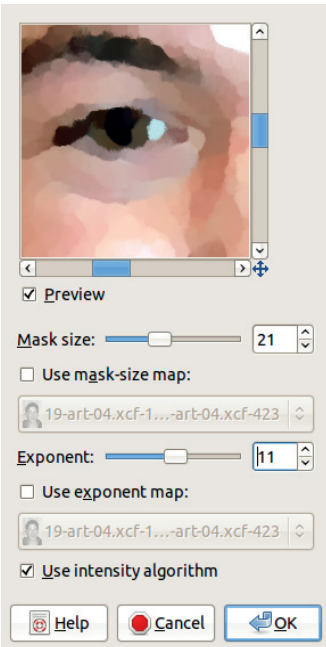 Preview
Mask size: 21
Use mask-size map:
19-art-04.xcf-1...-art-04.xcf-423
Exponent: 11
Use exponent map:
19-art-04.xcf-1...-art-04.xcf-423
Use intensity algorithm
Help Cancel OK